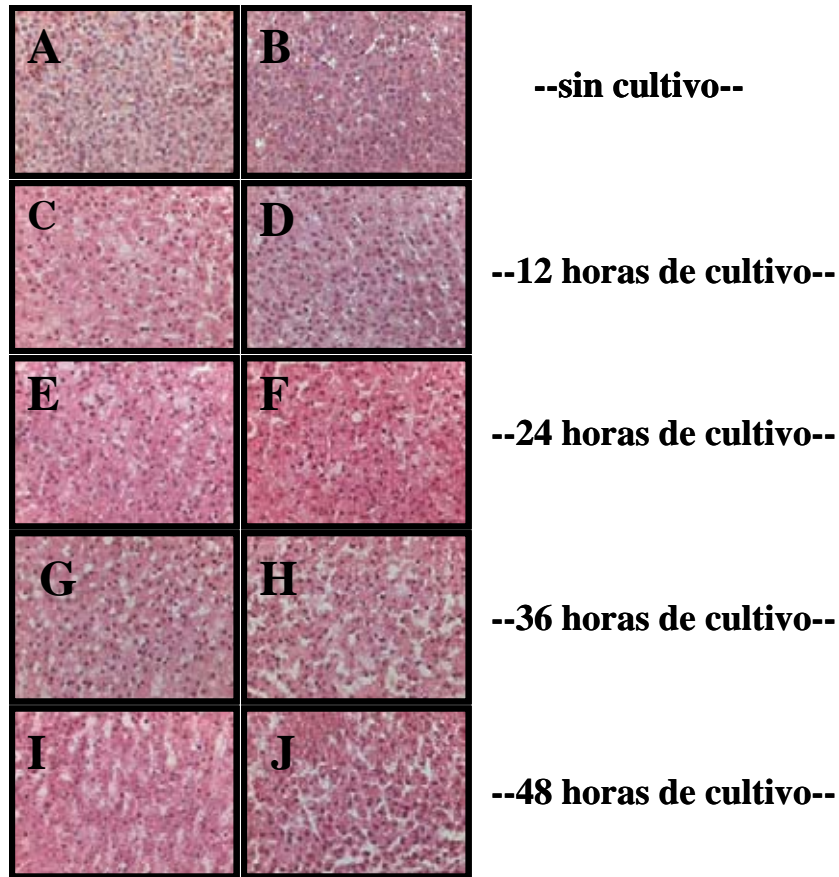 A B --sin cultivo--
C D --12 horas de cultivo--
E F --24 horas de cultivo--
G H --36 horas de cultivo--
I J --48 horas de cultivo--